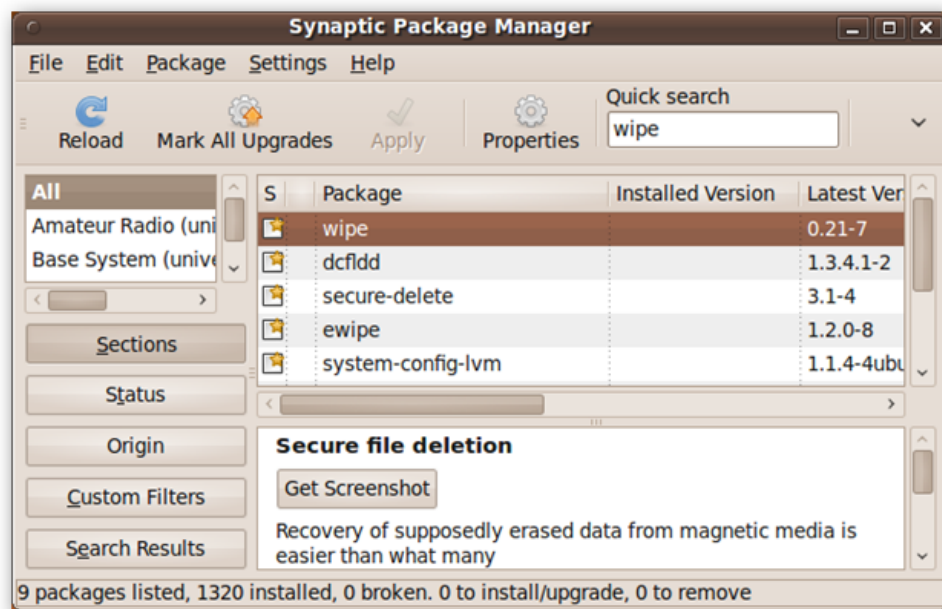 Synaptic Package Manager
File Edit Package Settings Help
Quick search
wipe
Reload Mark All Upgrades Apply Properties
All
Amateur Radio (uni
Base System (unive
S Package Installed Version Latest Ver
wipe 0.21-7
dcfldd 1.3.4.1-2
secure-delete 3.1-4
ewipe 1.2.0-8
system-config-lvm 1.1.4-4ubu
Sections
Status
Origin
Custom Filters
Search Results
Secure file deletion
Get Screenshot
Recovery of supposedly erased data from magnetic media is
easier than what many
9 packages listed, 1320 installed, 0 broken. 0 to install/upgrade, 0 to remove